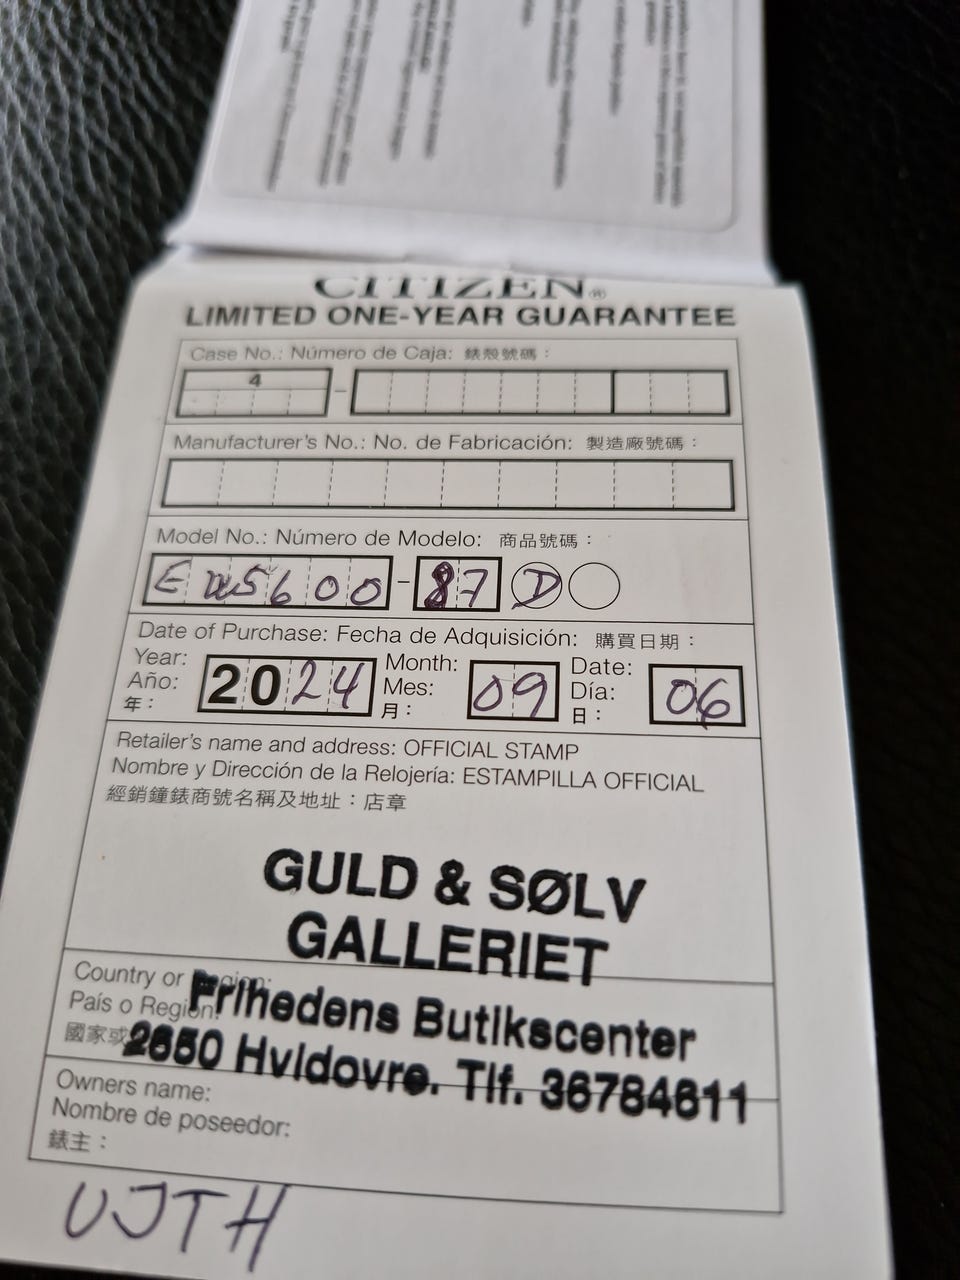 CITIZEN®
LIMITED ONE-YEAR GUARANTEE
Case No.: Número de Caja: 錶殼號碼：
4 –
Manufacturer's No.: No. de Fabricación: 製造廠號碼：
Model No.: Número de Modelo: 商品號碼：
EW5600 – 87 D
Date of Purchase: Fecha de Adquisición: 購買日期：
Year: Año: 年： 2024 Month: Mes: 月： 09 Date: Día: 日： 06
Retailer's name and address: OFFICIAL STAMP
Nombre y Dirección de la Relojería: ESTAMPILLA OFFICIAL
經銷鐘錶商號名稱及地址：店章
GULD & SØLV
GALLERIET
Country or Region:
País o Región:
國家或
Frihedens Butikscenter
2650 Hvidovre. Tlf. 36784611
Owners name:
Nombre de poseedor:
錶主：
UJTH